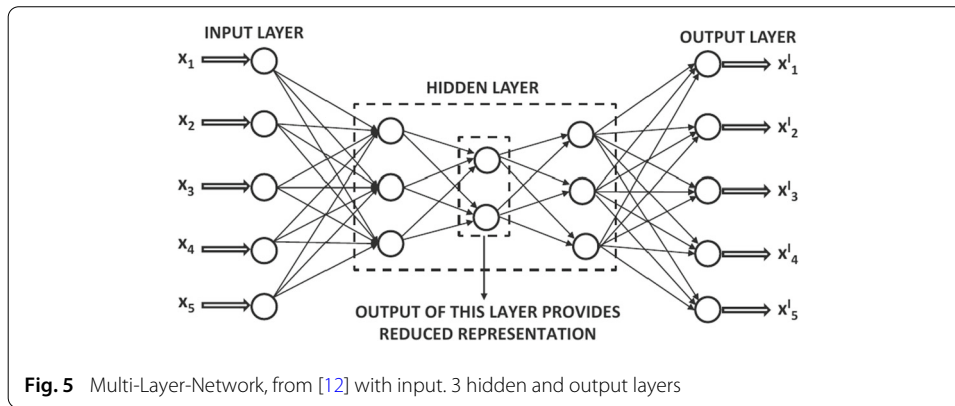 INPUT LAYER
OUTPUT LAYER
HIDDEN LAYER
x1
x2
x3
x4
x5
xI1
xI2
xI3
xI4
xI5
OUTPUT OF THIS LAYER PROVIDES
REDUCED REPRESENTATION
Fig. 5 Multi-Layer-Network, from [12] with input. 3 hidden and output layers